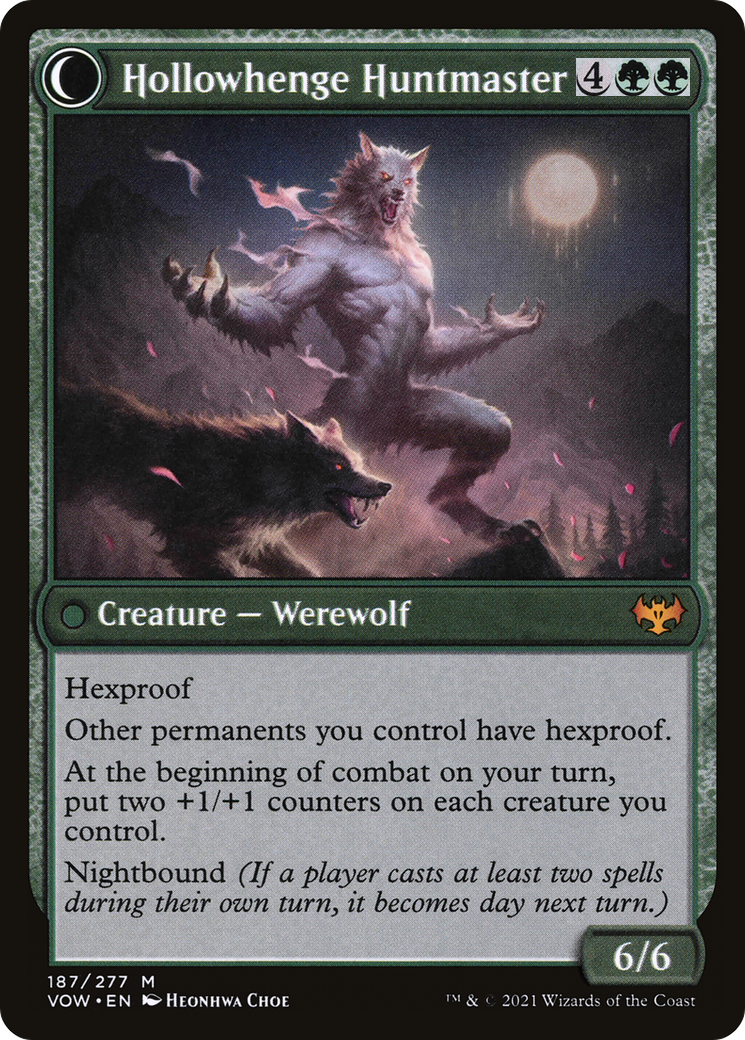 Hollowhenge Huntmaster 4
Creature — Werewolf
Hexproof
Other permanents you control have hexproof.
At the beginning of combat on your turn,
put two +1/+1 counters on each creature you
control.
Nightbound (If a player casts at least two spells
during their own turn, it becomes day next turn.)
6/6
187/277 M
VOW • EN Heonhwa Choe
™ & © 2021 Wizards of the Coast